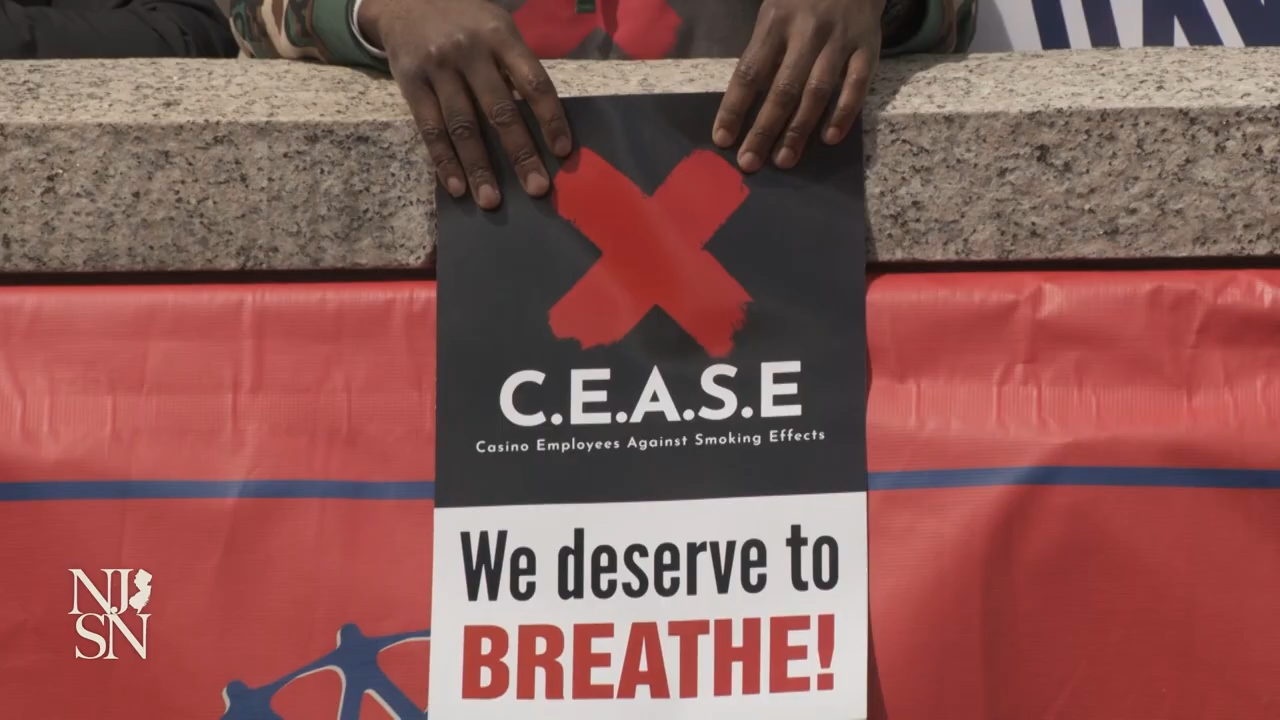 C.E.A.S.E
Casino Employees Against Smoking Effects
We deserve to
BREATHE!
NJ
SN